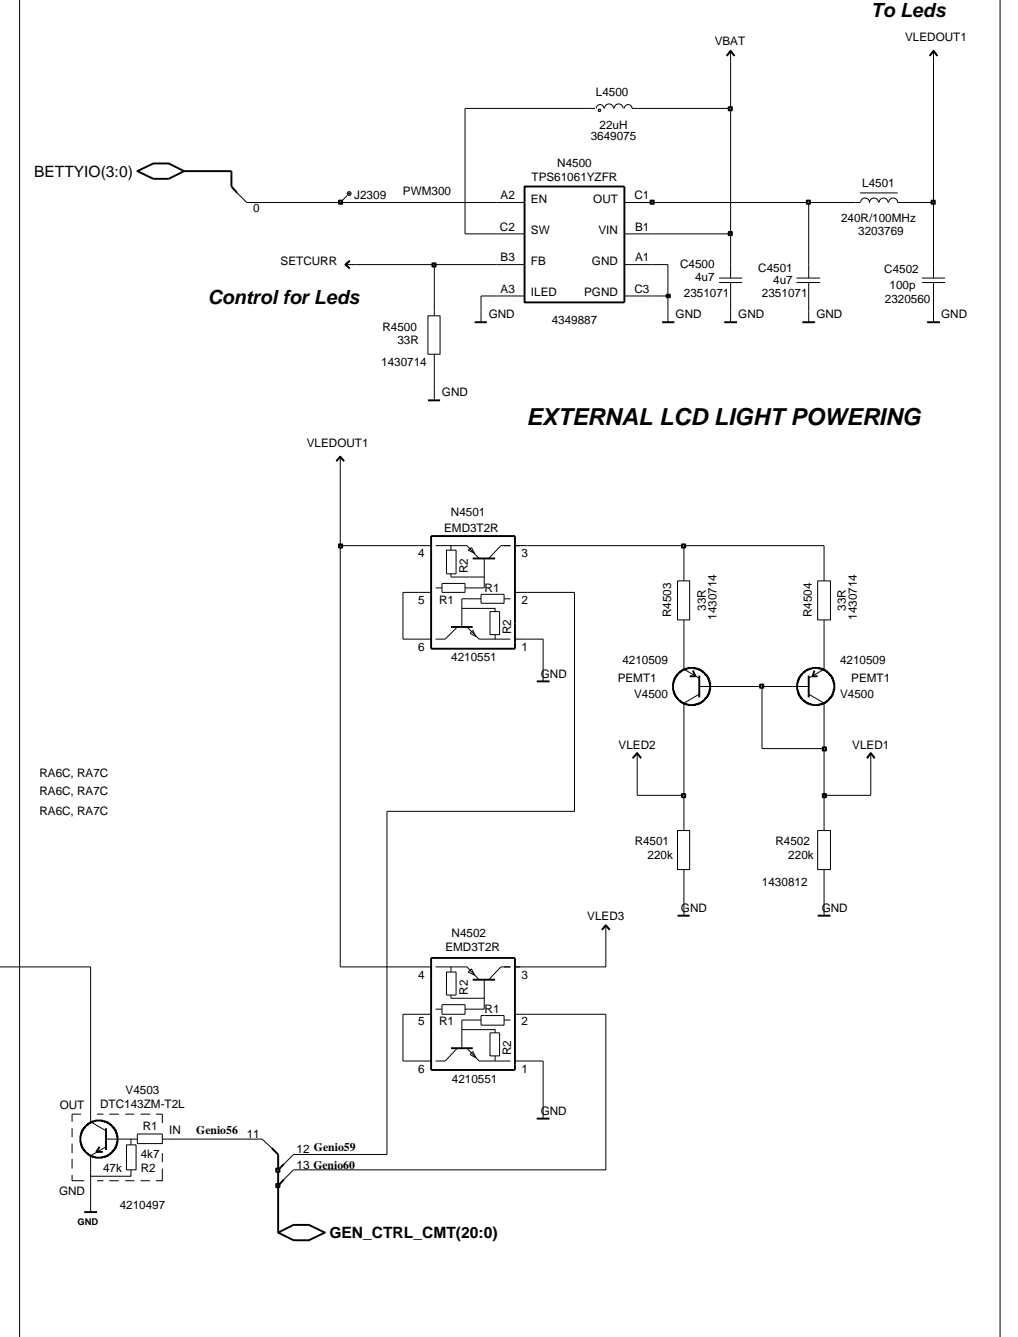 To Leds
VLEDOUT1
VBAT
L4500
22uH
3649075
N4500
TPS61061YZFR
BETTYIO(3:0)
0
J2309
PWM300
A2
EN
OUT
C1
L4501
240R/100MHz
3203769
C2
SW
VIN
B1
SETCURR
B3
FB
GND
A1
C4500
4u7
2351071
C4501
4u7
2351071
C4502
100p
2320560
Control for Leds
A3
ILED
PGND
C3
GND
GND
GND
GND
GND
4349887
R4500
33R
1430714
GND
EXTERNAL LCD LIGHT POWERING
VLEDOUT1
N4501
EMD3T2R
4
3
R2
R1
R1
5
2
R2
6
1
4210551
GND
R4503
33R
1430714
R4504
33R
1430714
4210509
PEMT1
V4500
4210509
PEMT1
V4500
VLED2
VLED1
RA6C, RA7C
RA6C, RA7C
RA6C, RA7C
R4501
220k
R4502
220k
1430812
GND
GND
VLED3
N4502
EMD3T2R
4
3
R2
R1
R1
5
2
R2
6
1
4210551
GND
V4503
DTC143ZM-T2L
OUT
R1
IN
Genio56
11
4k7
47k
R2
12
Genio59
13
Genio60
GND
4210497
GND
GEN_CTRL_CMT(20:0)